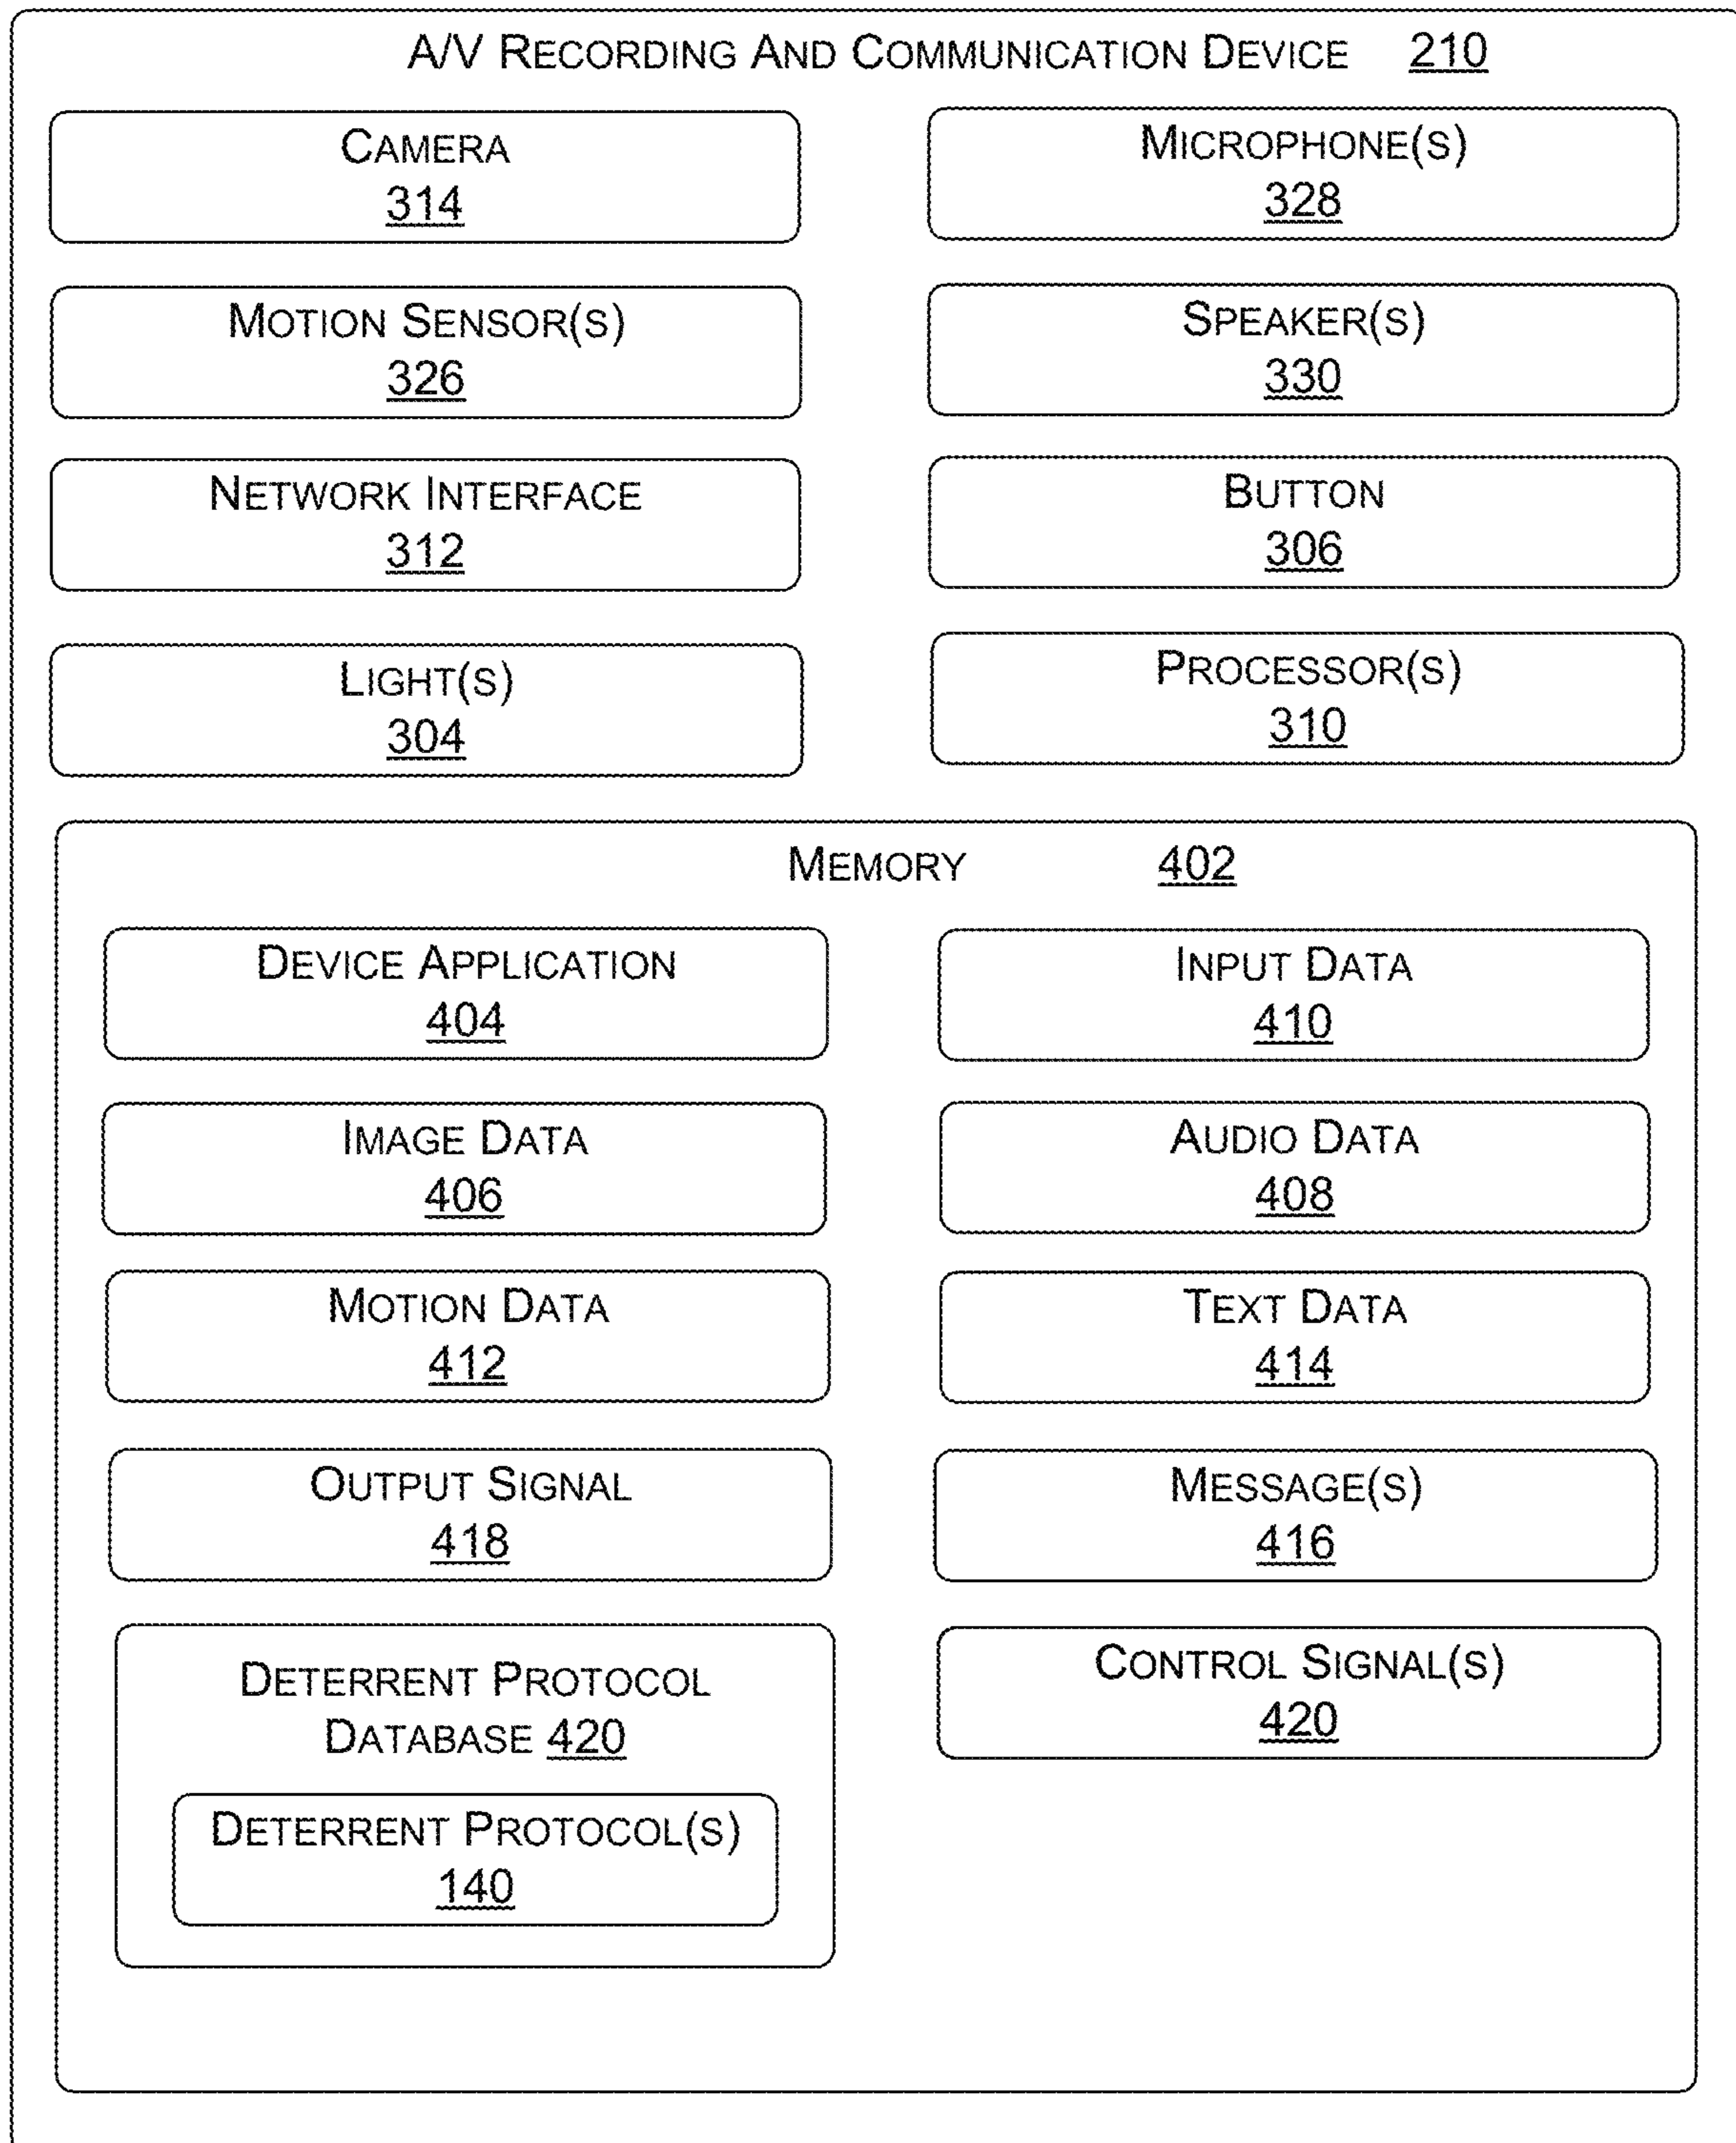 A/V RECORDING AND COMMUNICATION DEVICE 210
CAMERA
314
MICROPHONE(S)
328
MOTION SENSOR(S)
326
SPEAKER(S)
330
NETWORK INTERFACE
312
BUTTON
306
LIGHT(S)
304
PROCESSOR(S)
310
MEMORY 402
DEVICE APPLICATION
404
INPUT DATA
410
IMAGE DATA
406
AUDIO DATA
408
MOTION DATA
412
TEXT DATA
414
OUTPUT SIGNAL
418
MESSAGE(S)
416
DETERRENT PROTOCOL
DATABASE 420
DETERRENT PROTOCOL(S)
140
CONTROL SIGNAL(S)
420